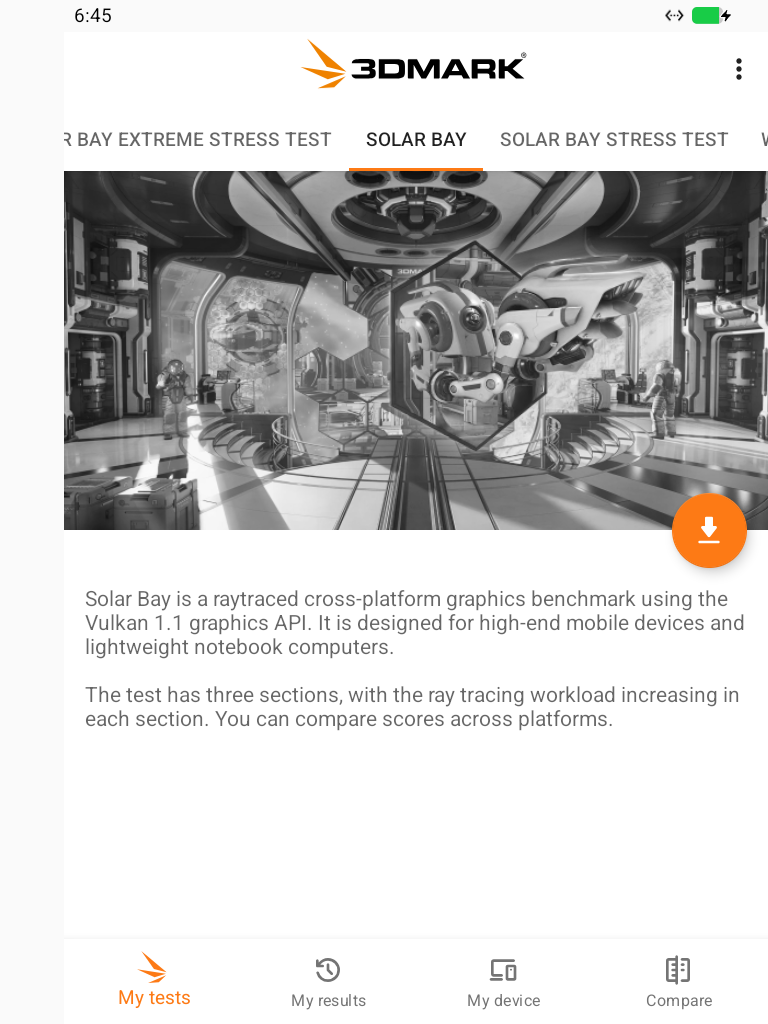 6:45
3DMARK®
R BAY EXTREME STRESS TEST
SOLAR BAY
SOLAR BAY STRESS TEST
3DMA
Solar Bay is a raytraced cross-platform graphics benchmark using the
Vulkan 1.1 graphics API. It is designed for high-end mobile devices and
lightweight notebook computers.
The test has three sections, with the ray tracing workload increasing in
each section. You can compare scores across platforms.
My tests
My results
My device
Compare